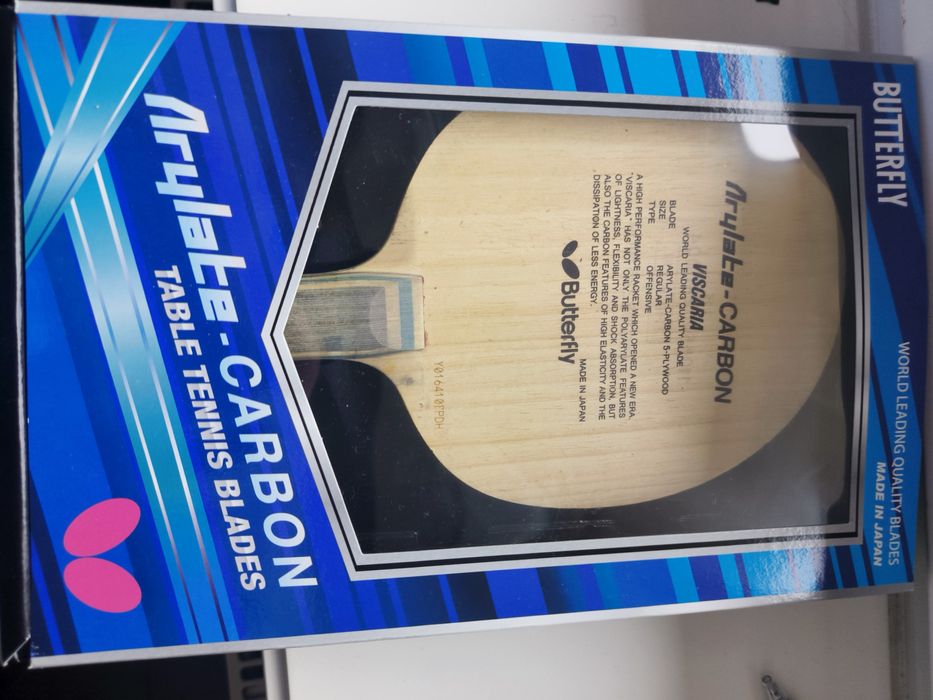 BUTTERFLY
WORLD LEADING QUALITY BLADES
MADE IN JAPAN
Arylate-CARBON
VISCARIA
WORLD LEADING QUALITY BLADE
BLADE ARYLATE-CARBON 5-PLYWOOD
SIZE REGULAR
TYPE OFFENSIVE
A HIGH PERFORMANCE RACKET WHICH OPENED A NEW ERA.
"VISCARIA" HAS NOT ONLY THE POLYARYLATE FEATURES
OF LIGHTNESS, FLEXIBILITY AND SHOCK ABSORPTION, BUT
ALSO THE CARBON FEATURES OF HIGH ELASTICITY AND THE
DISSIPATION OF LESS ENERGY.
MADE IN JAPAN
Butterfly
Arylate-CARBON
TABLE TENNIS BLADES